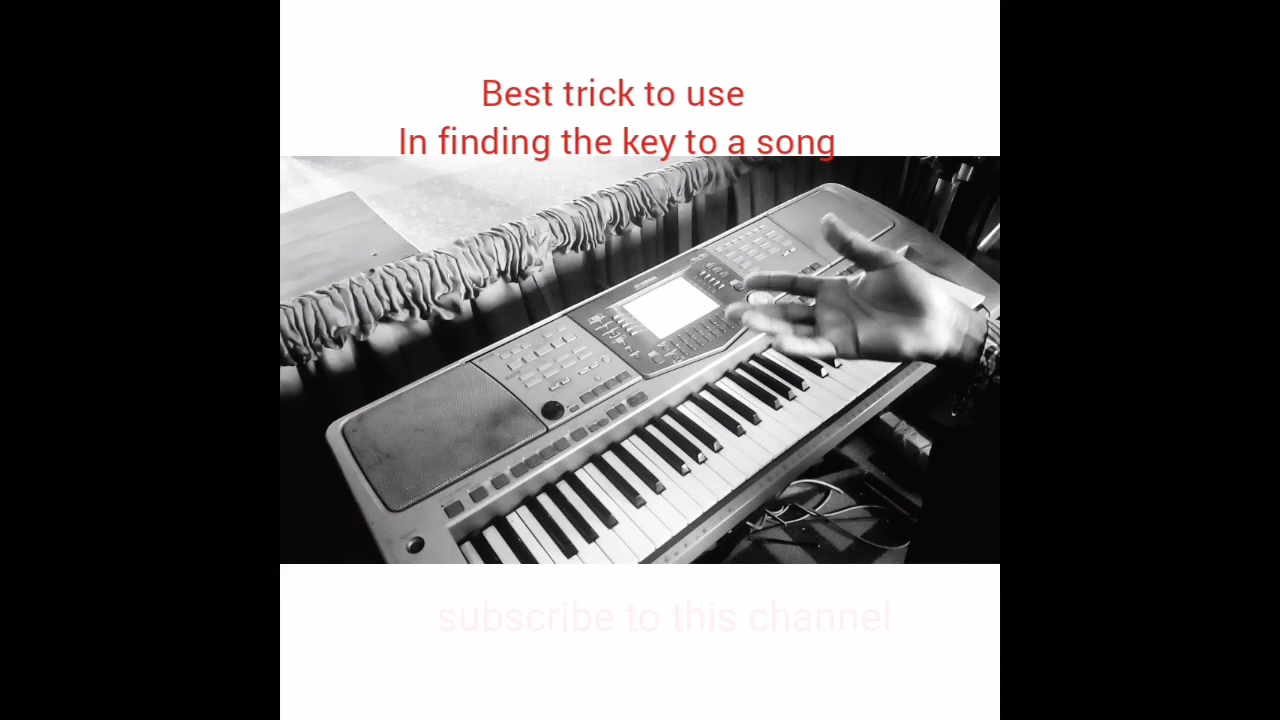 Best trick to use
In finding the key to a song
subscribe to this channel